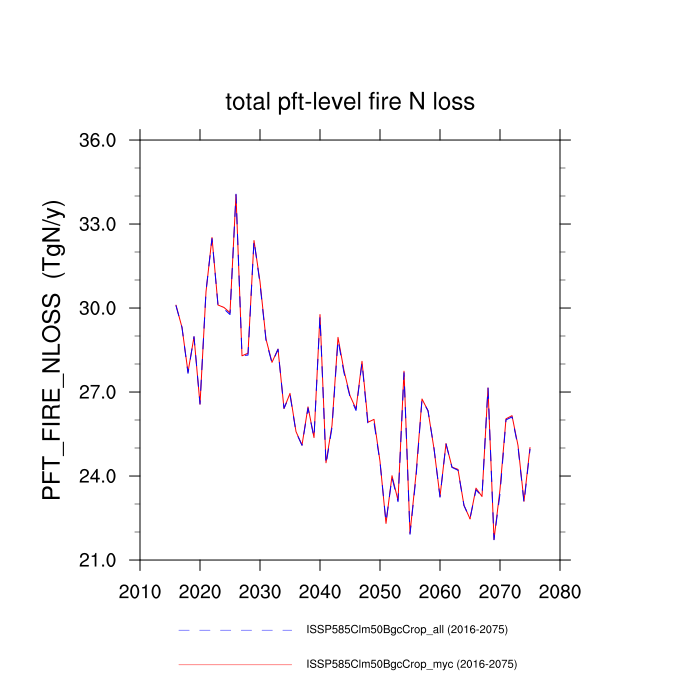 total pft-level fire N loss
PFT_FIRE_NLOSS (TgN/y)
36.0
33.0
30.0
27.0
24.0
21.0
2010 2020 2030 2040 2050 2060 2070 2080
ISSP585Clm50BgcCrop_all (2016-2075)
ISSP585Clm50BgcCrop_myc (2016-2075)